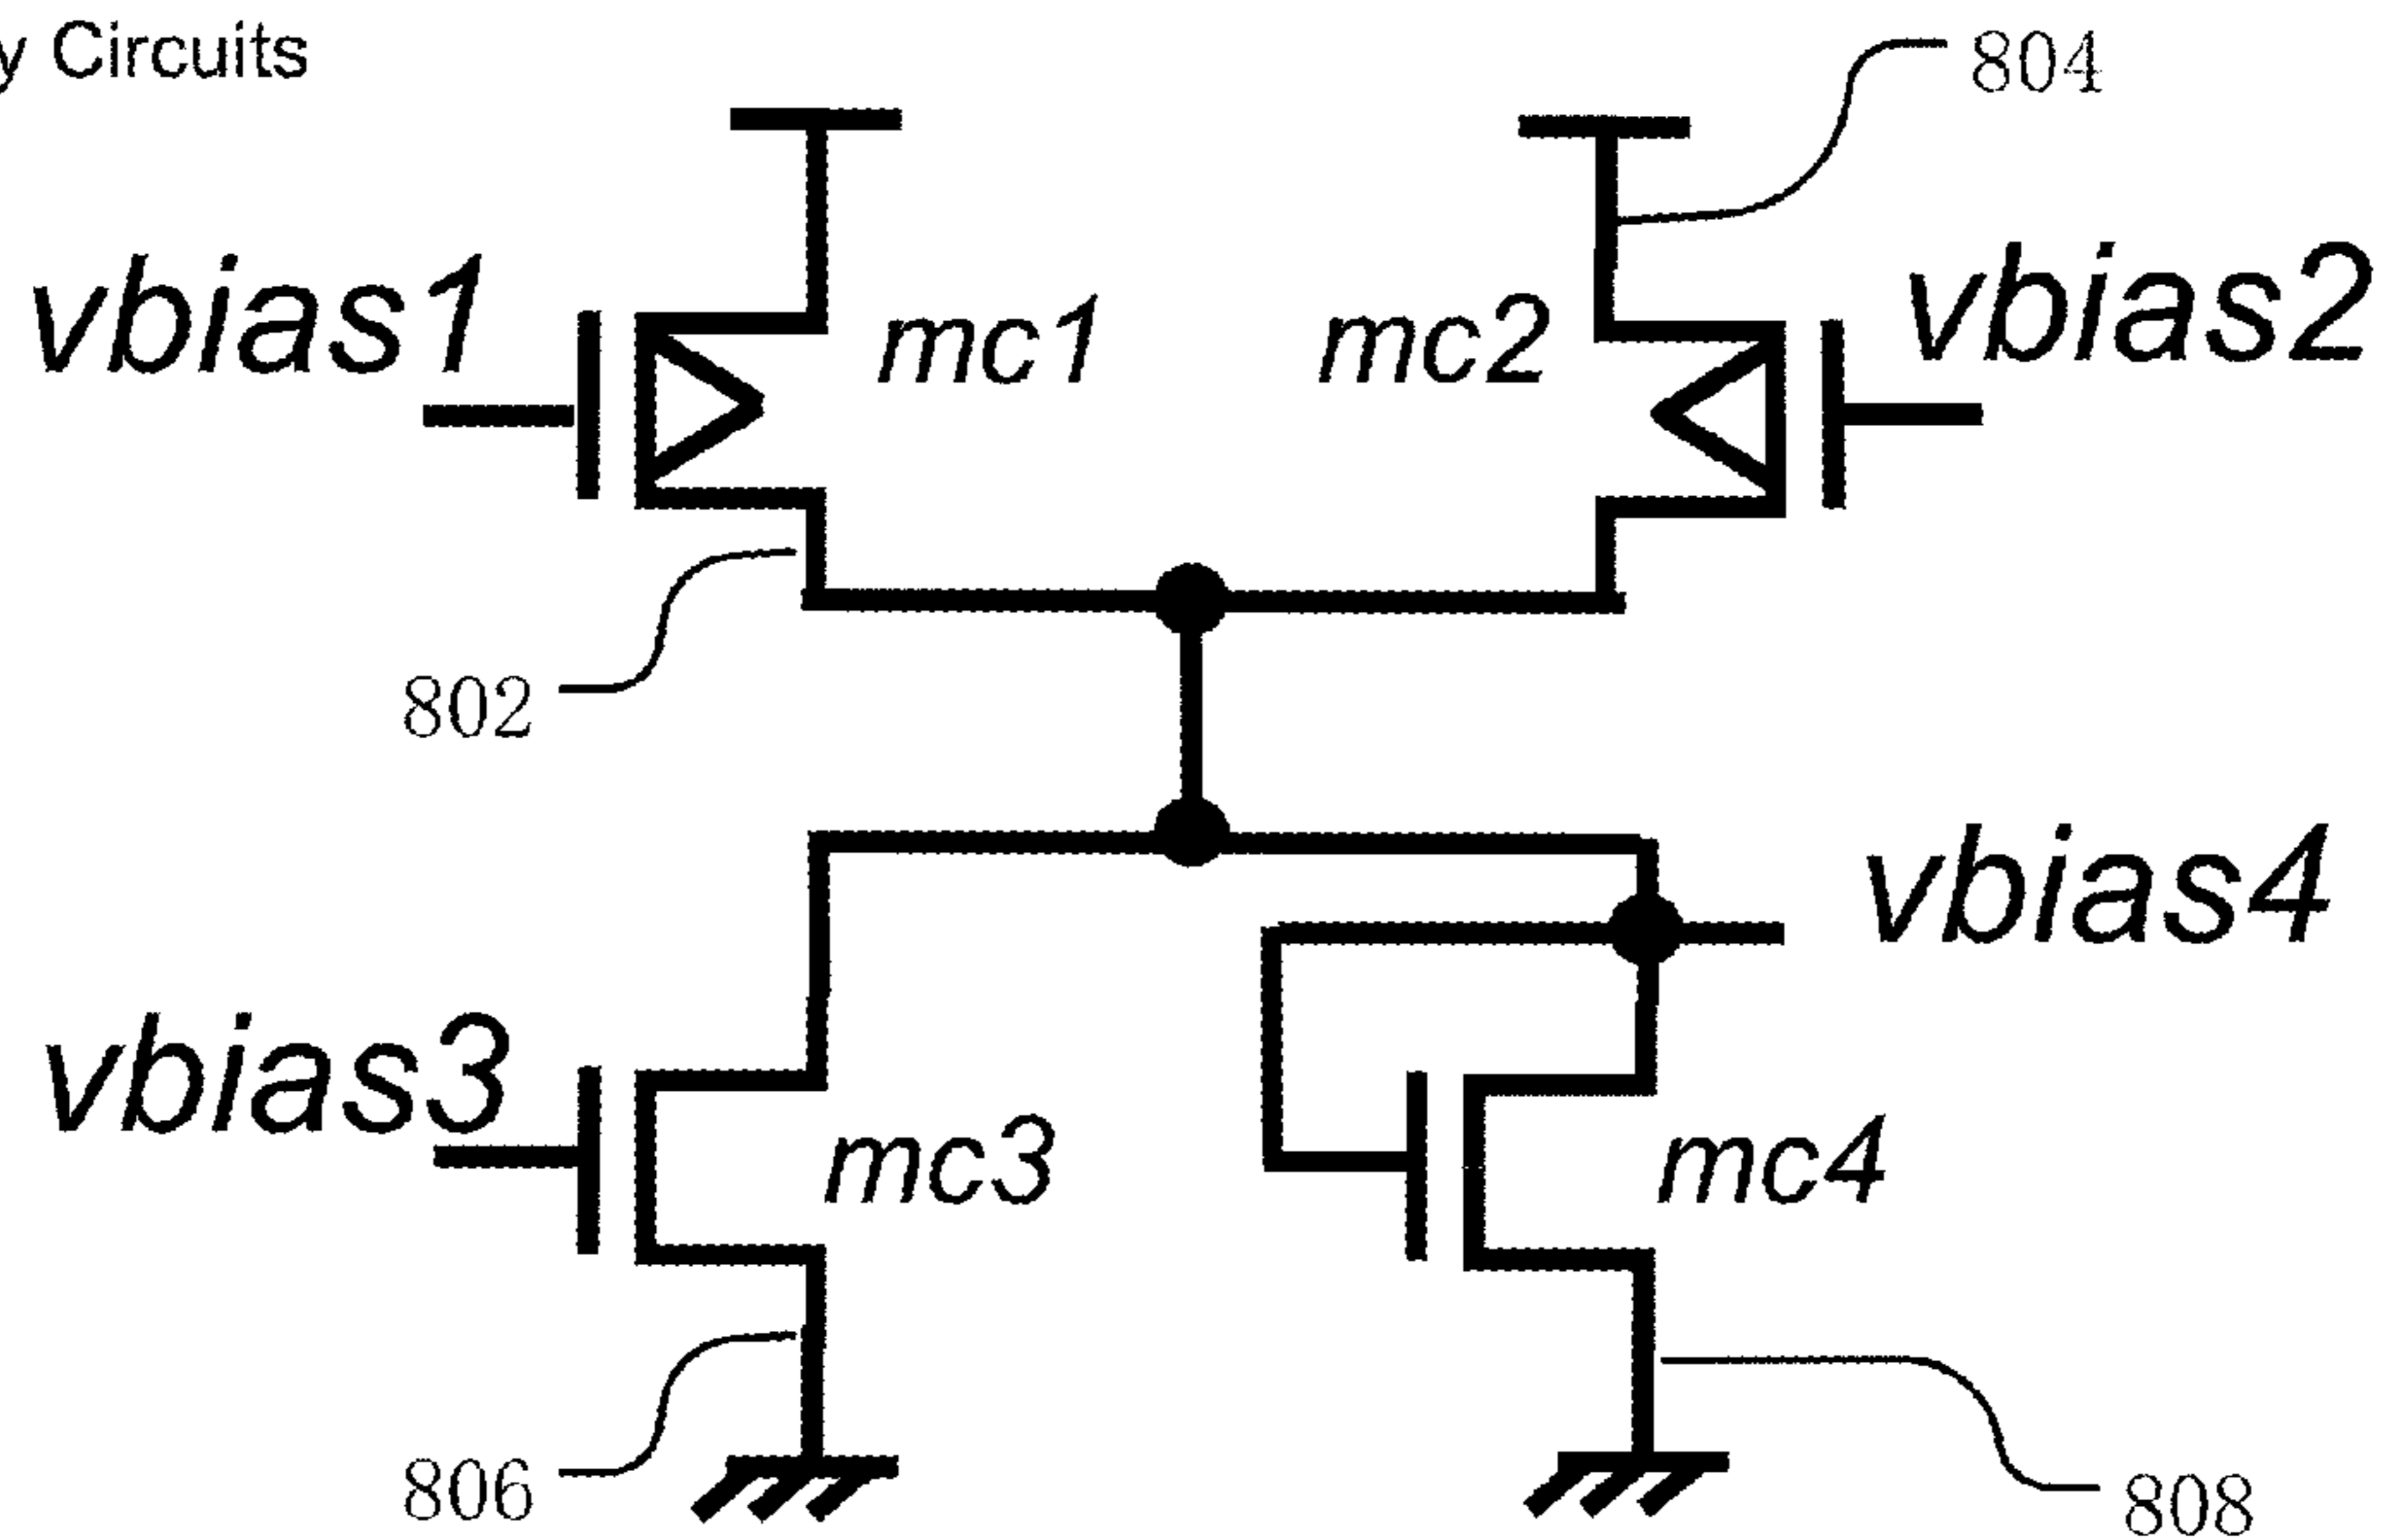 y Circuits
804
vbias1
mc1
mc2
vbias2
802
vbias4
vbias3
mc3
mc4
806
808